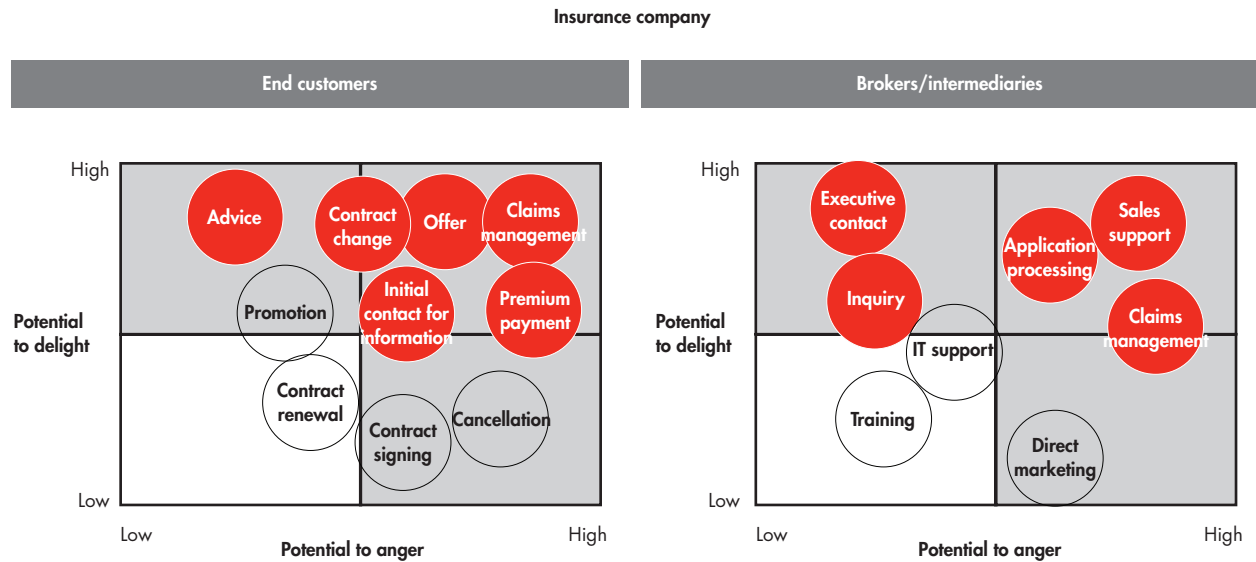 Insurance company
End customers
Brokers/intermediaries
High
Advice
Contract
change
Offer
Claims
management
Promotion
Initial
contact for
information
Premium
payment
Potential
to delight
Contract
renewal
Contract
signing
Cancellation
Low
Low
High
Potential to anger
High
Executive
contact
Sales
support
Application
processing
Inquiry
Claims
management
Potential
to delight
IT support
Training
Direct
marketing
Low
Low
High
Potential to anger